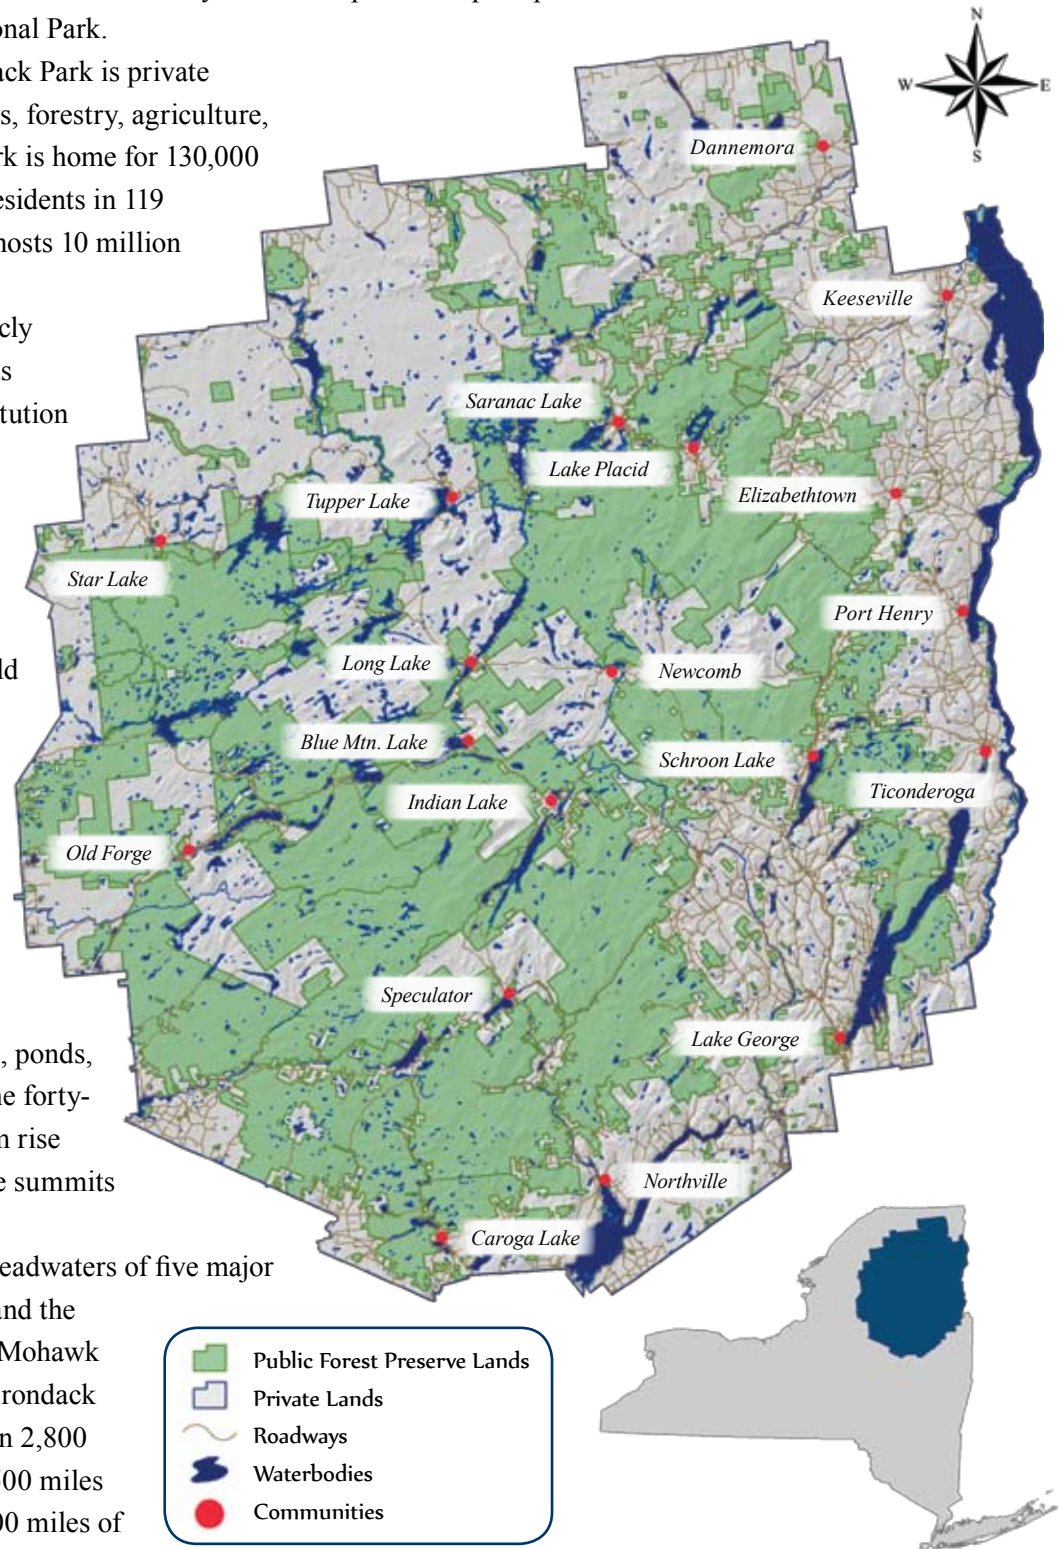 onal Park.
ack Park is private
s, forestry, agriculture,
rk is home for 130,000
esidents in 119
hosts 10 million
cly
s
tution
ld
, ponds,
ne forty-
n rise
e summits
eadwaters of five major
and the
Mohawk
rondack
n 2,800
500 miles
00 miles of
N
W
E
S
Dannemora
Keeseville
Saranac Lake
Lake Placid
Tupper Lake
Elizabethtown
Star Lake
Port Henry
Long Lake
Newcomb
Blue Mtn. Lake
Schroon Lake
Indian Lake
Ticonderoga
Old Forge
Speculator
Lake George
Northville
Caroga Lake
Public Forest Preserve Lands
Private Lands
Roadways
Waterbodies
Communities